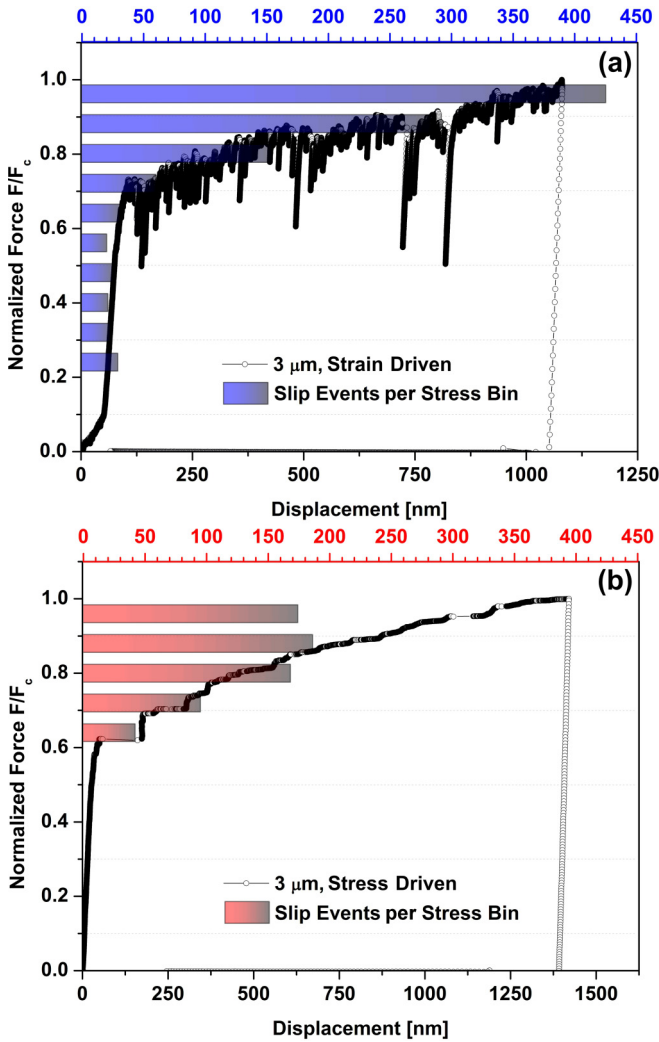 0 50 100 150 200 250 300 350 400 450
(a)
1.0
0.8
0.6
0.4
0.2
0.0
Normalized Force F/Fc
3 μm, Strain Driven
Slip Events per Stress Bin
0 250 500 750 1000 1250
Displacement [nm]
0 50 100 150 200 250 300 350 400 450
(b)
1.0
0.8
0.6
0.4
0.2
0.0
Normalized Force F/Fc
3 μm, Stress Driven
Slip Events per Stress Bin
0 250 500 750 1000 1250 1500
Displacement [nm]